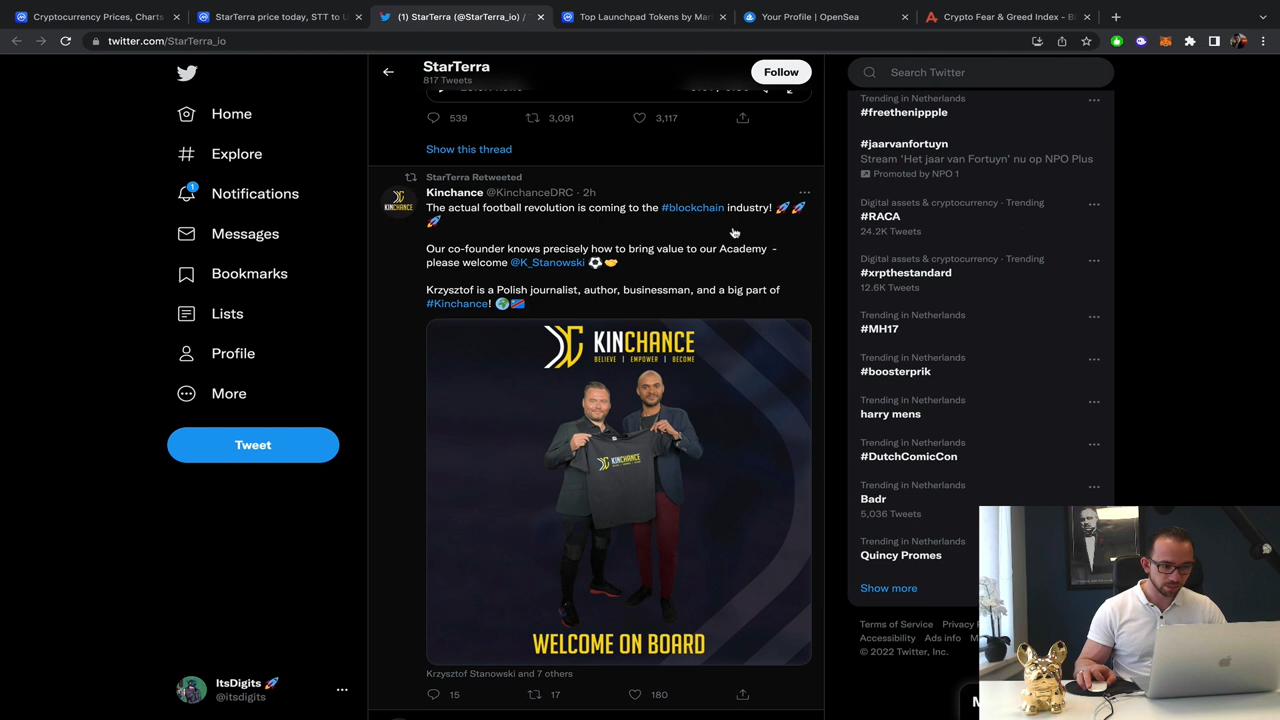 Cryptocurrency Prices, Charts
StarTerra price today, STT to U
(1) StarTerra (@StarTerra_io) /
Top Launchpad Tokens by Mar
Your Profile | OpenSea
Crypto Fear & Greed Index - Bi
twitter.com/StarTerra_io
Home
Explore
1
Notifications
Messages
Bookmarks
Lists
Profile
More
Tweet
ItsDigits 🚀
@itsdigits
StarTerra
817 Tweets
Follow
539
3,091
3,117
Show this thread
StarTerra Retweeted
Kinchance @KinchanceDRC · 2h
The actual football revolution is coming to the #blockchain industry! 🚀🚀
🚀
Our co-founder knows precisely how to bring value to our Academy -
please welcome @K_Stanowski ⚽🤝
Krzysztof is a Polish journalist, author, businessman, and a big part of
#Kinchance! 🌍🇨🇩
KINCHANCE
KINCHANCE
BELIEVE | EMPOWER | BECOME
KINCHANCE
WELCOME ON BOARD
Krzysztof Stanowski and 7 others
15
17
180
Search Twitter
Trending in Netherlands
#freethenippple
#jaarvanfortuyn
Stream 'Het jaar van Fortuyn' nu op NPO Plus
Promoted by NPO 1
Digital assets & cryptocurrency · Trending
#RACA
24.2K Tweets
Digital assets & cryptocurrency · Trending
#xrpthestandard
12.6K Tweets
Trending in Netherlands
#MH17
Trending in Netherlands
#boosterprik
Trending in Netherlands
harry mens
Trending in Netherlands
#DutchComicCon
Trending in Netherlands
Badr
5,036 Tweets
Trending in Netherlands
Quincy Promes
Show more
Terms of Service Privacy
Accessibility Ads info
© 2022 Twitter, Inc.